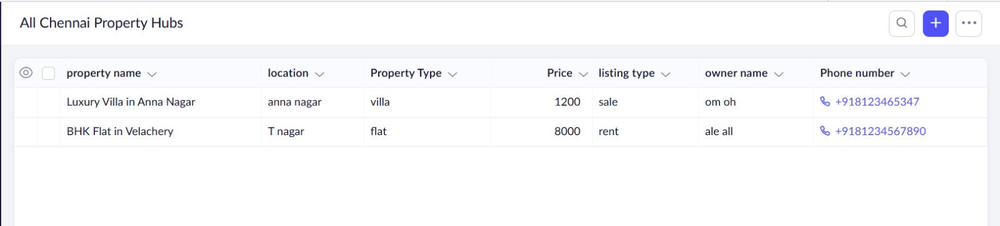 All Chennai Property Hubs
property name location Property Type Price listing type owner name Phone number
Luxury Villa in Anna Nagar anna nagar villa 1200 sale om oh +918123465347
BHK Flat in Velachery T nagar flat 8000 rent ale all +9181234567890